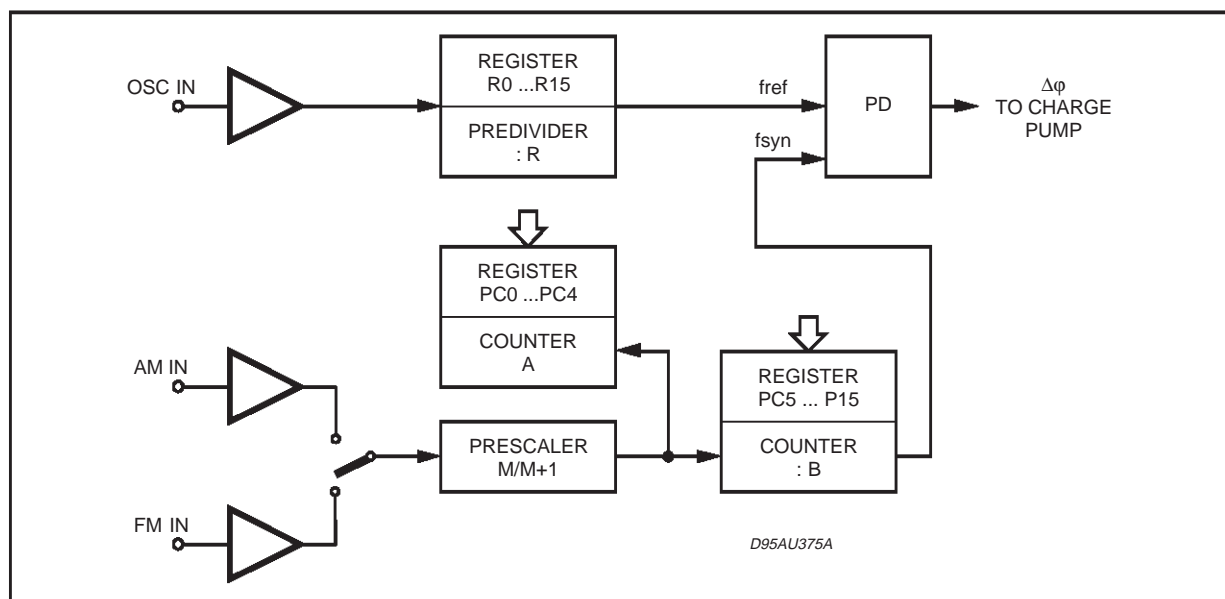 OSC IN
REGISTER
R0 ...R15
PREDIVIDER
: R
fref
fsyn
PD
Δφ
TO CHARGE
PUMP
REGISTER
PC0 ...PC4
COUNTER
A
AM IN
FM IN
PRESCALER
M/M+1
REGISTER
PC5 ... P15
COUNTER
: B
D95AU375A